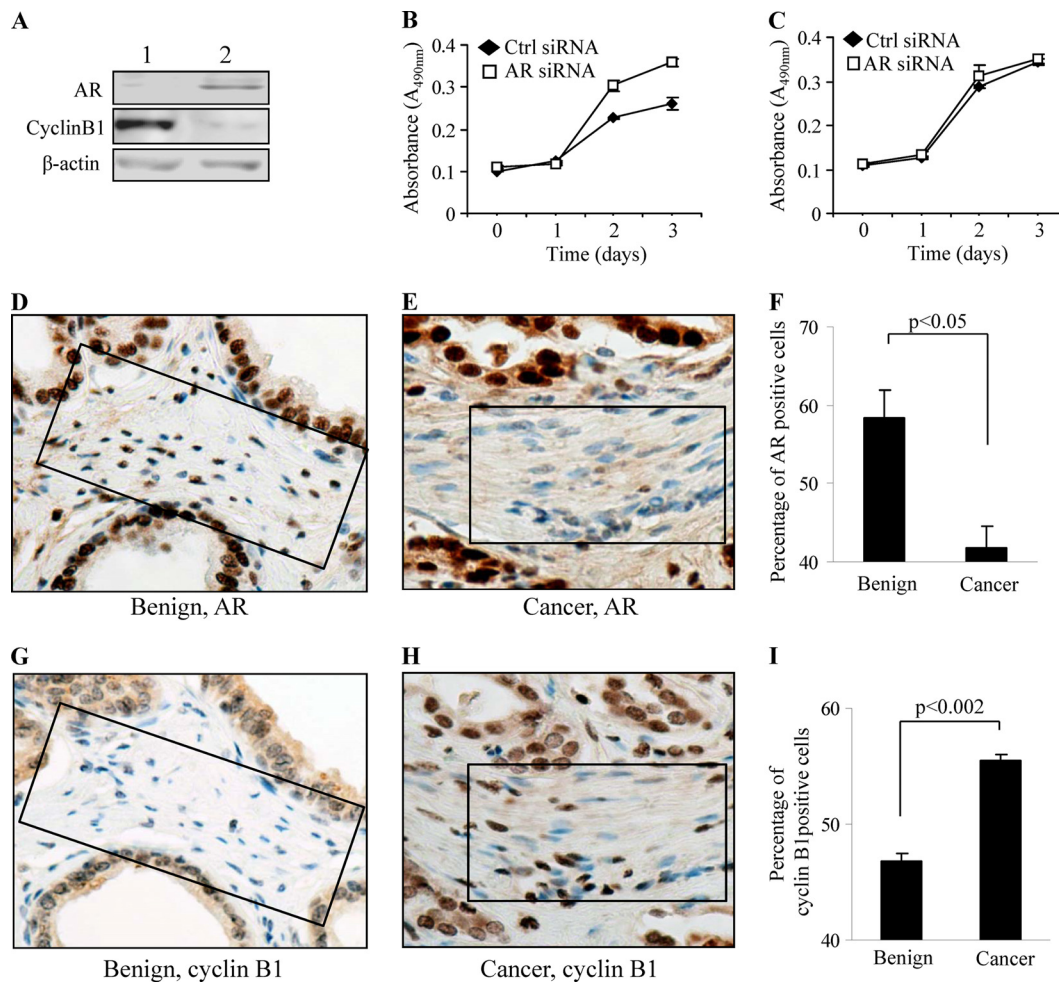 A
1 2
AR
CyclinB1
β-actin
B
Ctrl siRNA
AR siRNA
Absorbance (A490nm)
0.4
0.3
0.2
0.1
0
0 1 2 3
Time (days)
C
Ctrl siRNA
AR siRNA
Absorbance (A490nm)
0.4
0.3
0.2
0.1
0
0 1 2 3
Time (days)
D
Benign, AR
E
Cancer, AR
F
p<0.05
Percentage of AR positive cells
70
60
50
40
Benign Cancer
G
Benign, cyclin B1
H
Cancer, cyclin B1
I
p<0.002
Percentage of
cyclin B1positive cells
60
50
40
Benign Cancer